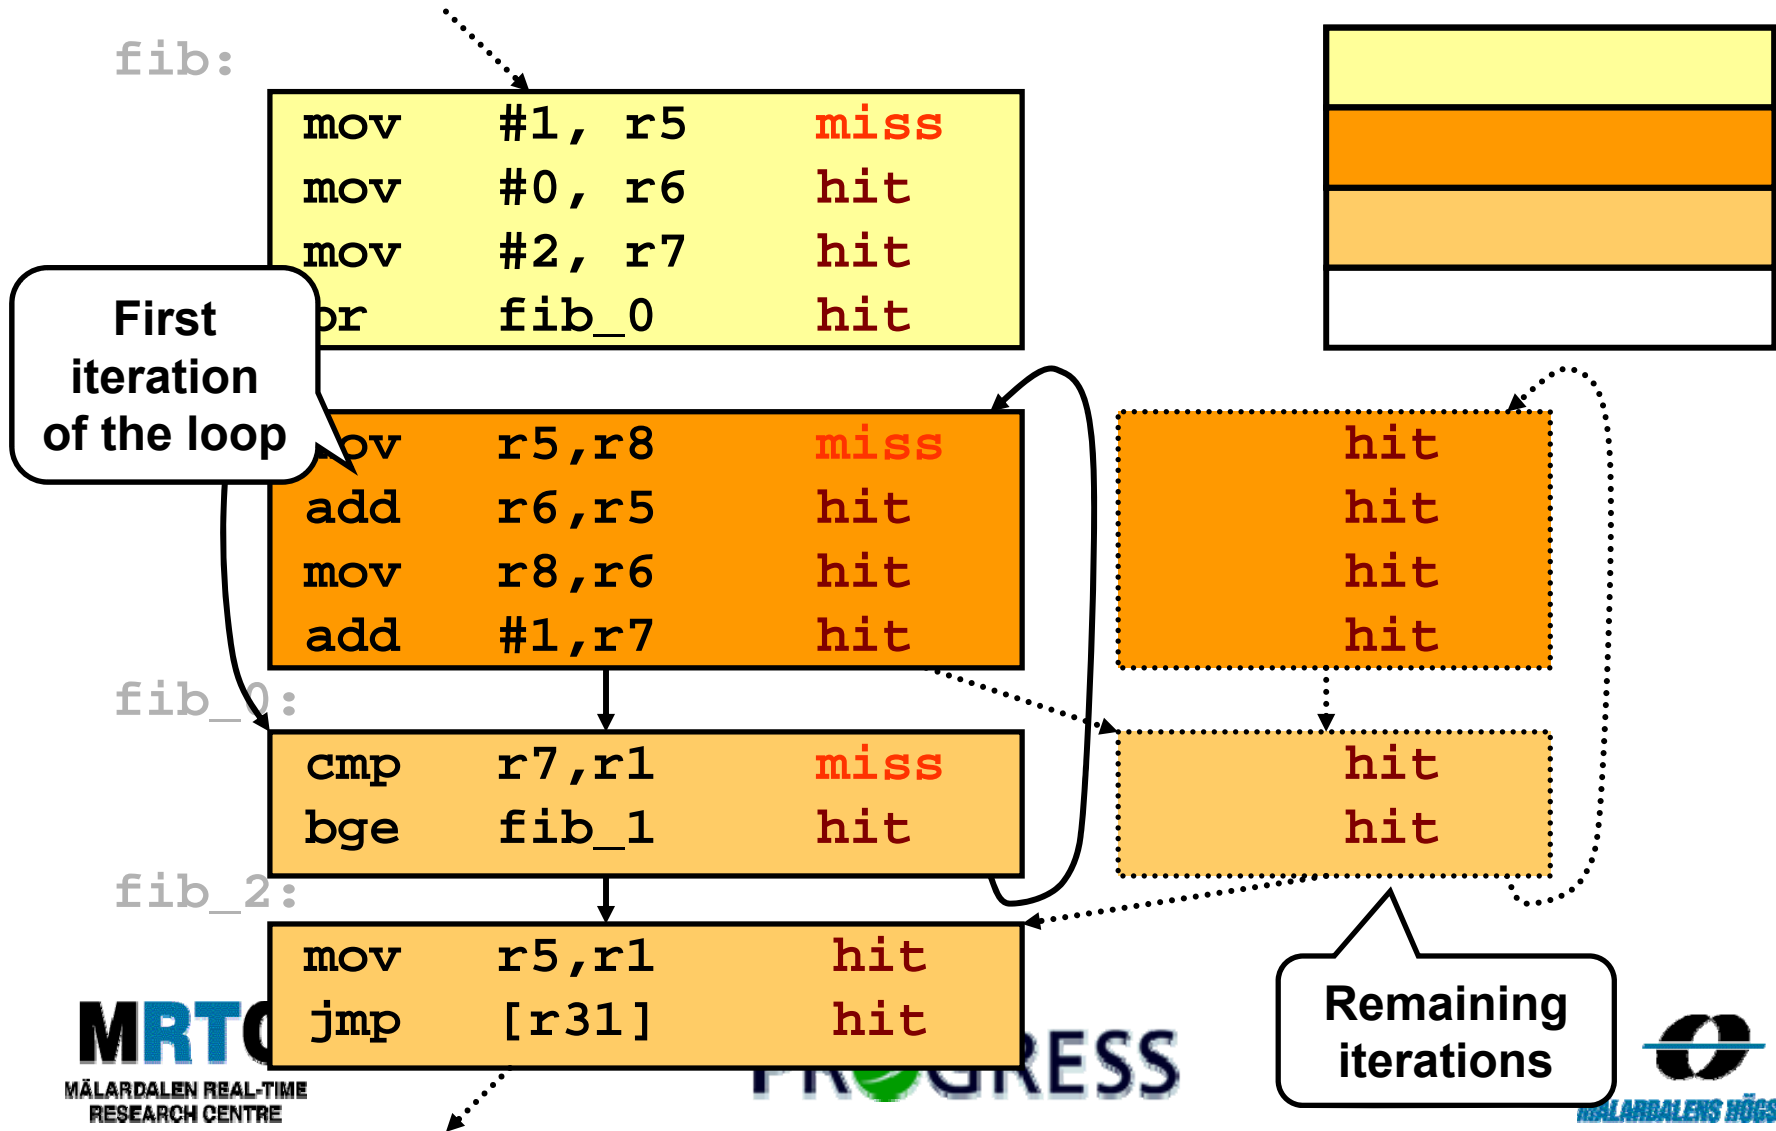 fib:
mov #1, r5 miss
mov #0, r6 hit
mov #2, r7 hit
fib_0 hit
First
iteration
of the loop
r5,r8 miss
add r6,r5 hit
mov r8,r6 hit
add #1,r7 hit
hit
hit
hit
hit
fib_0:
cmp r7,r1 miss
bge fib_1 hit
hit
hit
fib_2:
mov r5,r1 hit
jmp [r31] hit
Remaining
iterations
MÄLARDALEN REAL-TIME
RESEARCH CENTRE